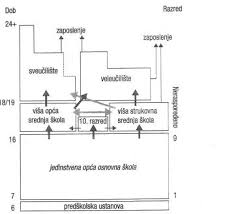 Dob
Razred
24+
zaposlenje
zaposlenje
sveučilište
veleučilište
Neraspoređeno
18/19
viša opća
srednja škola
10. razred
viša strukovna
srednja škola
16
9
jedinstvena opća osnovna škola
7
1
6
predškolska ustanova